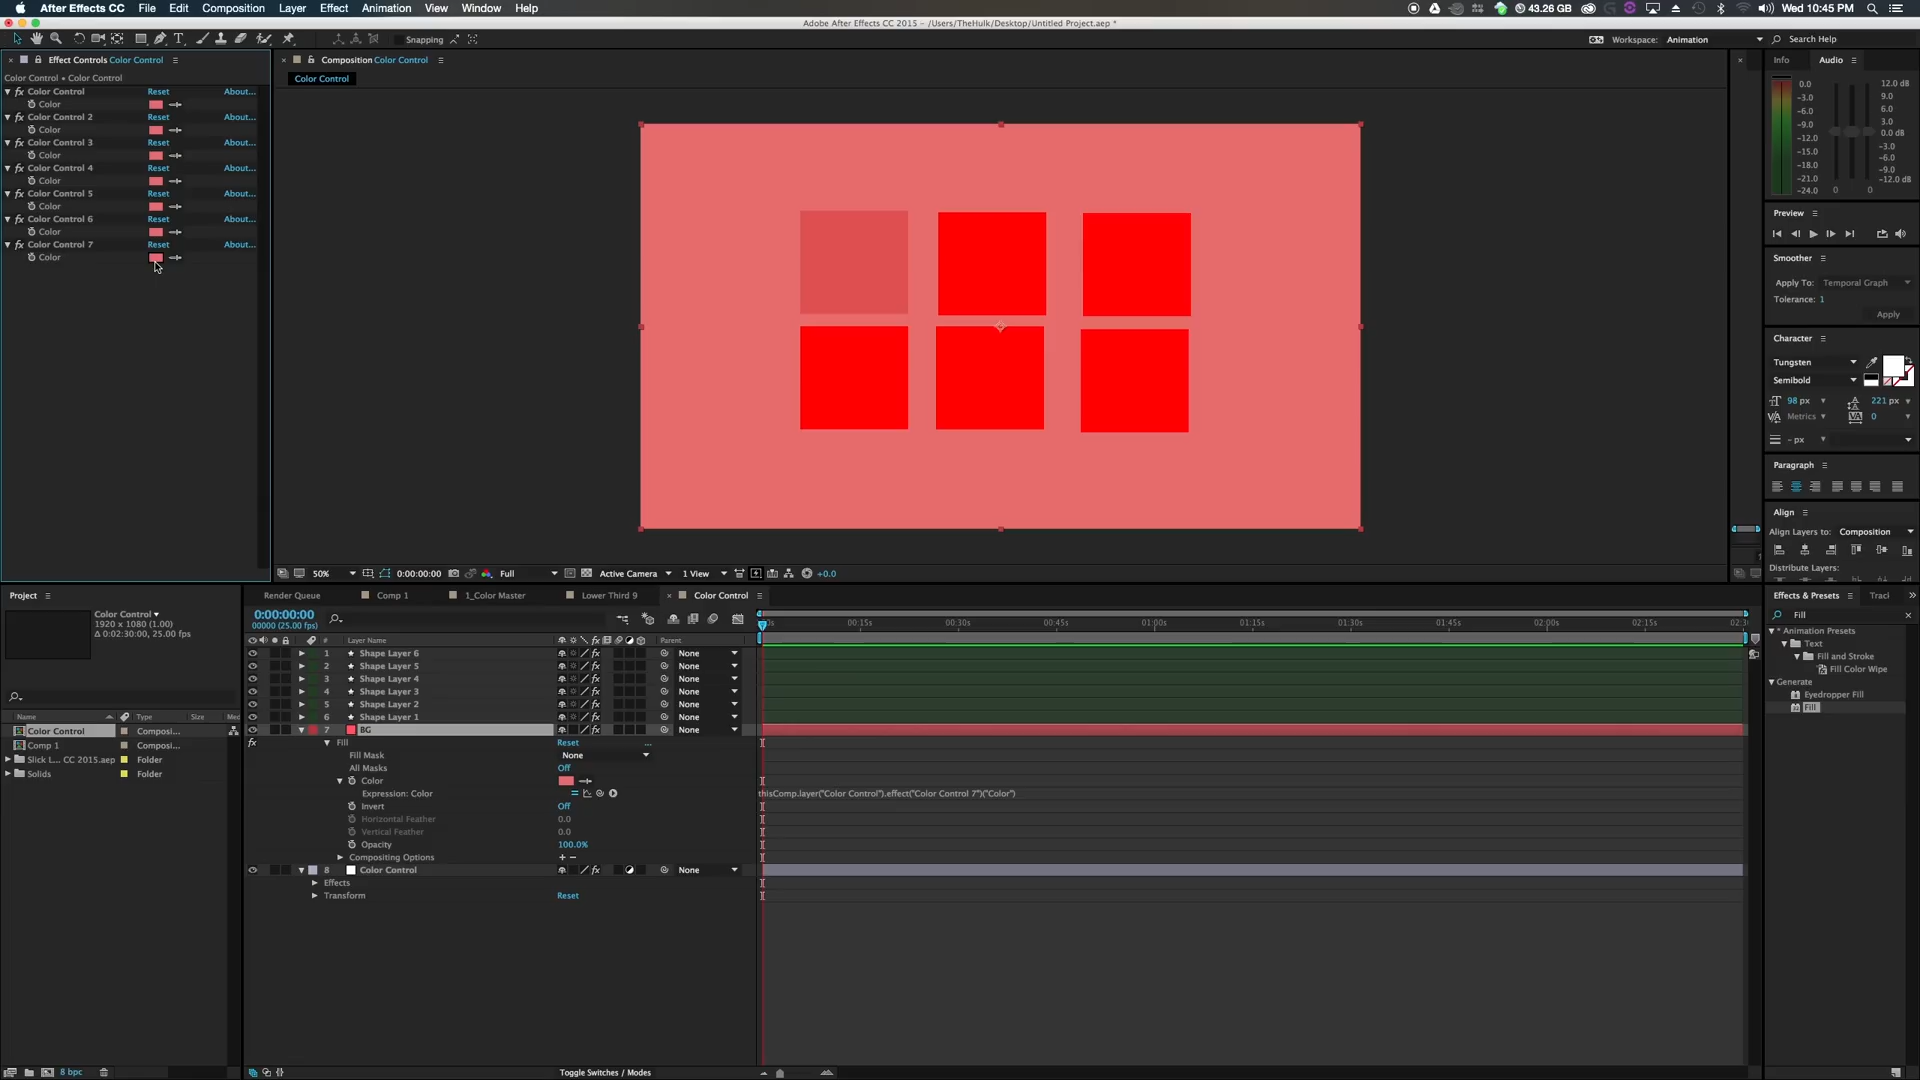 After Effects CC File Edit Composition Layer Effect Animation View Window Help 43.26 GB Wed 10:45 PM
Adobe After Effects CC 2015 – /Users/TheHulk/Desktop/Untitled Project.aep *
Snapping Workspace: Animation Search Help
Effect Controls Color Control
Color Control • Color Control
Color Control Reset About...
Color
Color Control 2 Reset About...
Color
Color Control 3 Reset About...
Color
Color Control 4 Reset About...
Color
Color Control 5 Reset About...
Color
Color Control 6 Reset About...
Color
Color Control 7 Reset About...
Color
Composition Color Control
Color Control
50% 0:00:00:00 Full Active Camera 1 View +0.0
Info Audio
0.0 12.0 dB
-3.0 9.0
-6.0 6.0
-9.0 3.0
-12.0 0.0 dB
-15.0 -3.0
-18.0 -6.0
-21.0 -9.0
-24.0 0 0 -12.0 dB
Preview
Smoother
Apply To: Temporal Graph
Tolerance: 1
Apply
Character
Tungsten
Semibold
98 px 221 px
Metrics 0
- px
Paragraph
Align
Align Layers to: Composition
Distribute Layers:
Project
Color Control
1920 x 1080 (1.00)
Δ 0:02:30:00, 25.00 fps
Name Type Size Med
Color Control Composi...
Comp 1 Composi...
Slick L... CC 2015.aep Folder
Solids Folder
8 bpc
Render Queue Comp 1 1_Color Master Lower Third 9 Color Control
0:00:00:00
00000 (25.00 fps)
# Layer Name Parent
00:15s 00:30s 00:45s 01:00s 01:15s 01:30s 01:45s 02:00s 02:15s 02:3
1 Shape Layer 6 None
2 Shape Layer 5 None
3 Shape Layer 4 None
4 Shape Layer 3 None
5 Shape Layer 2 None
6 Shape Layer 1 None
7 BG None
Fill Reset ...
Fill Mask None
All Masks Off
Color
Expression: Color thisComp.layer("Color Control").effect("Color Control 7")("Color")
Invert Off
Horizontal Feather 0.0
Vertical Feather 0.0
Opacity 100.0%
Compositing Options + –
8 Color Control None
Effects
Transform Reset
Toggle Switches / Modes
Effects & Presets Traci
Fill
* Animation Presets
Text
Fill and Stroke
Fill Color Wipe
Generate
Eyedropper Fill
Fill